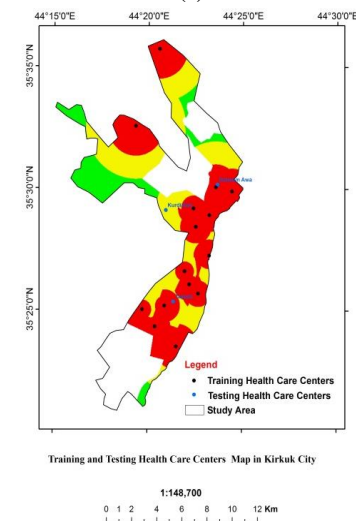 44°15'0"E 44°20'0"E 44°25'0"E 44°30'0"E
35°35'0"N
35°30'0"N
35°25'0"N
Legend
Training Health Care Centers
Testing Health Care Centers
Study Area
Training and Testing Health Care Centers Map in Kirkuk City
1:148,700
0 1 2 4 6 8 10 12 Km